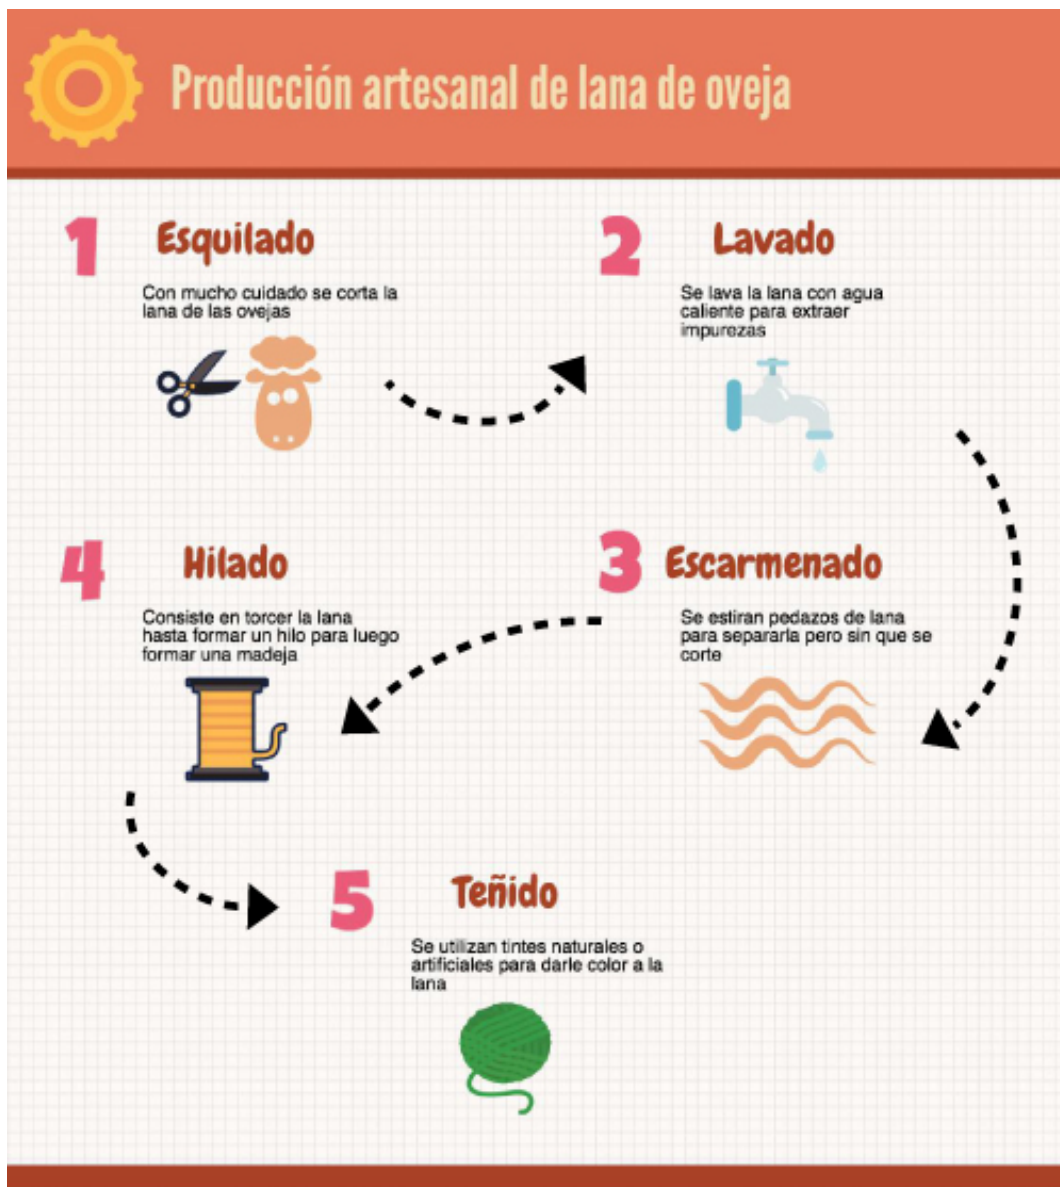 Producción artesanal de lana de oveja
1 Esquilado
Con mucho cuidado se corta la
lana de las ovejas
2 Lavado
Se lava la lana con agua
caliente para extraer
impurezas
3 Escarmenado
Se estiran pedazos de lana
para separarla pero sin que se
corte
4 Hilado
Consiste en torcer la lana
hasta formar un hilo para luego
formar una madeja
5 Teñido
Se utilizan tintes naturales o
artificiales para darle color a la
lana